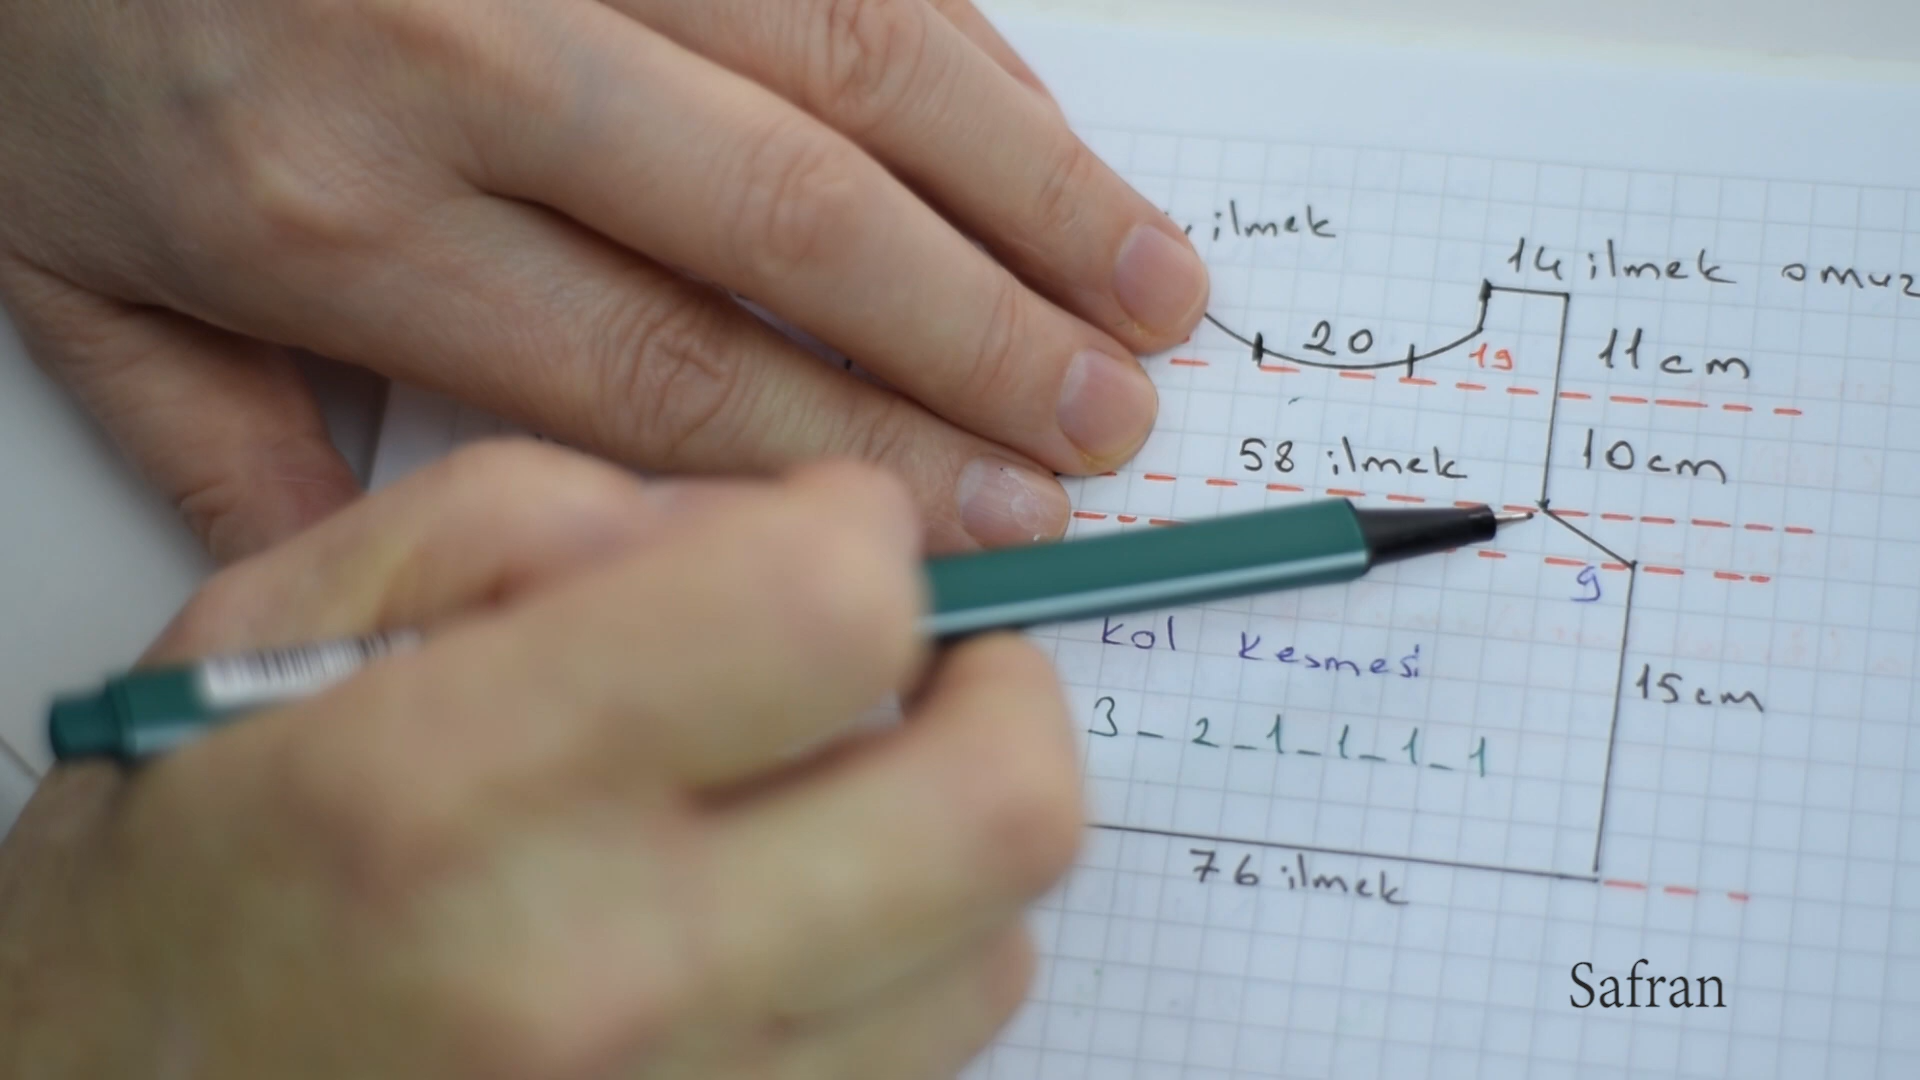 ilmek
14 ilmek omuz
20
19
11cm
58 ilmek
10cm
9
kol kesmesi
15cm
3-2-1-1-1-1
76 ilmek
Safran